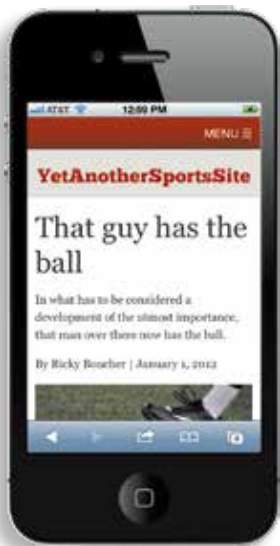 AT&T 12:59 PM
MENU
YetAnotherSportsSite
That guy has the
ball
In what has to be considered a
development of the utmost importance,
that man over there now has the ball.
By Ricky Boucher | January 1, 2012